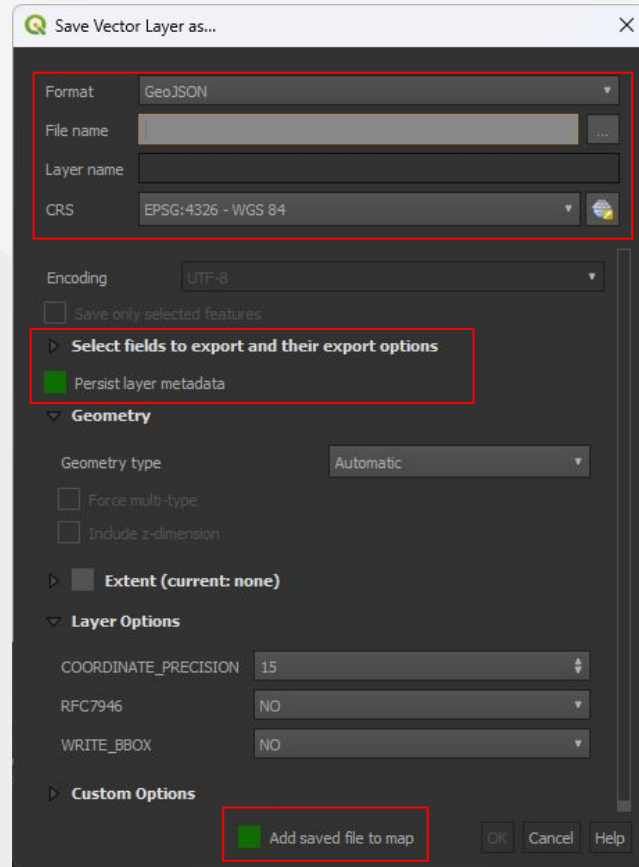 Save Vector Layer as...
Format GeoJSON
File name ...
Layer name
CRS EPSG:4326 - WGS 84
Encoding UTF-8
Save only selected features
Select fields to export and their export options
Persist layer metadata
Geometry
Geometry type Automatic
Force multi-type
Include z-dimension
Extent (current: none)
Layer Options
COORDINATE_PRECISION 15
RFC7946 NO
WRITE_BBOX NO
Custom Options
Add saved file to map OK Cancel Help